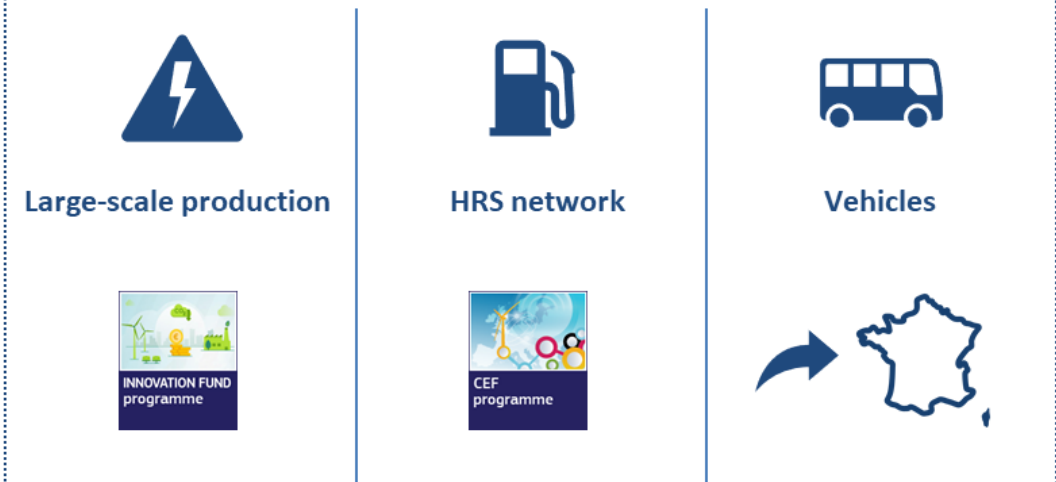 Large-scale production
HRS network
Vehicles
INNOVATION FUND
programme
CEF
programme